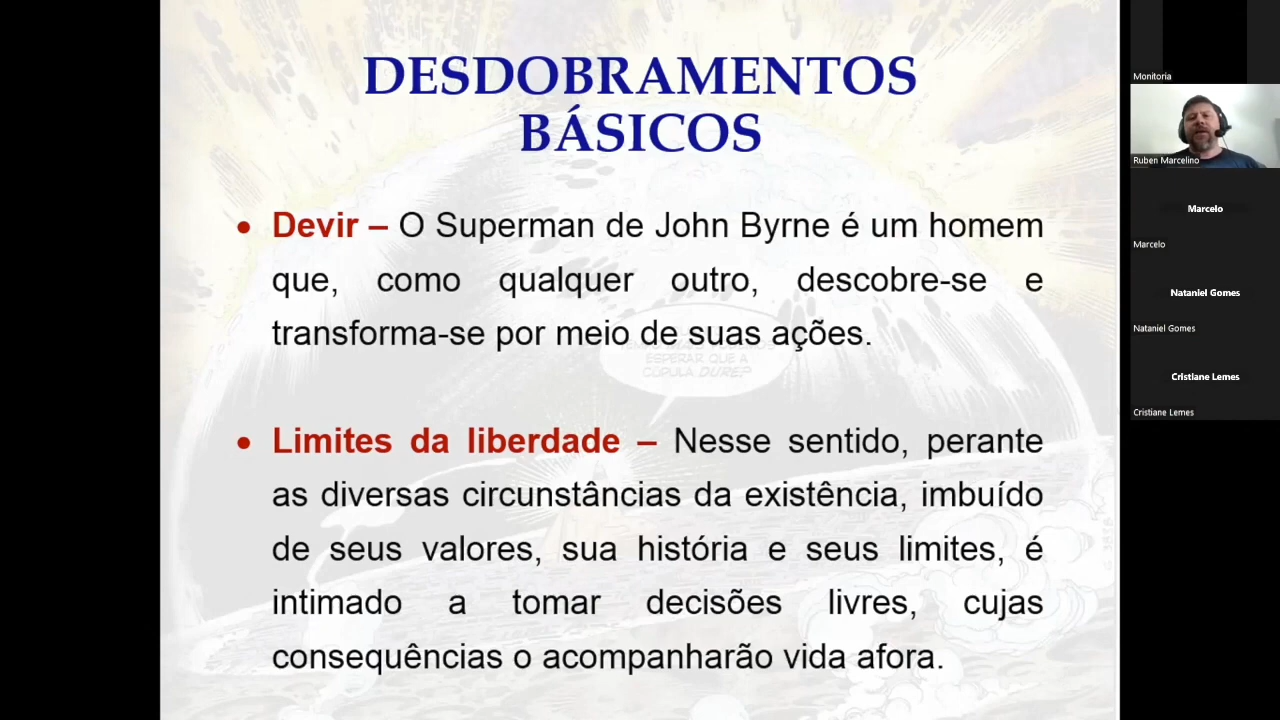 DESDOBRAMENTOS
BÁSICOS
• Devir – O Superman de John Byrne é um homem
que, como qualquer outro, descobre-se e
transforma-se por meio de suas ações.
ESPERAR QUE A
CÚPULA DURE?
• Limites da liberdade – Nesse sentido, perante
as diversas circunstâncias da existência, imbuído
de seus valores, sua história e seus limites, é
intimado a tomar decisões livres, cujas
consequências o acompanharão vida afora.
Monitoria
Ruben Marcelino
Marcelo
Marcelo
Nataniel Gomes
Nataniel Gomes
Cristiane Lemes
Cristiane Lemes